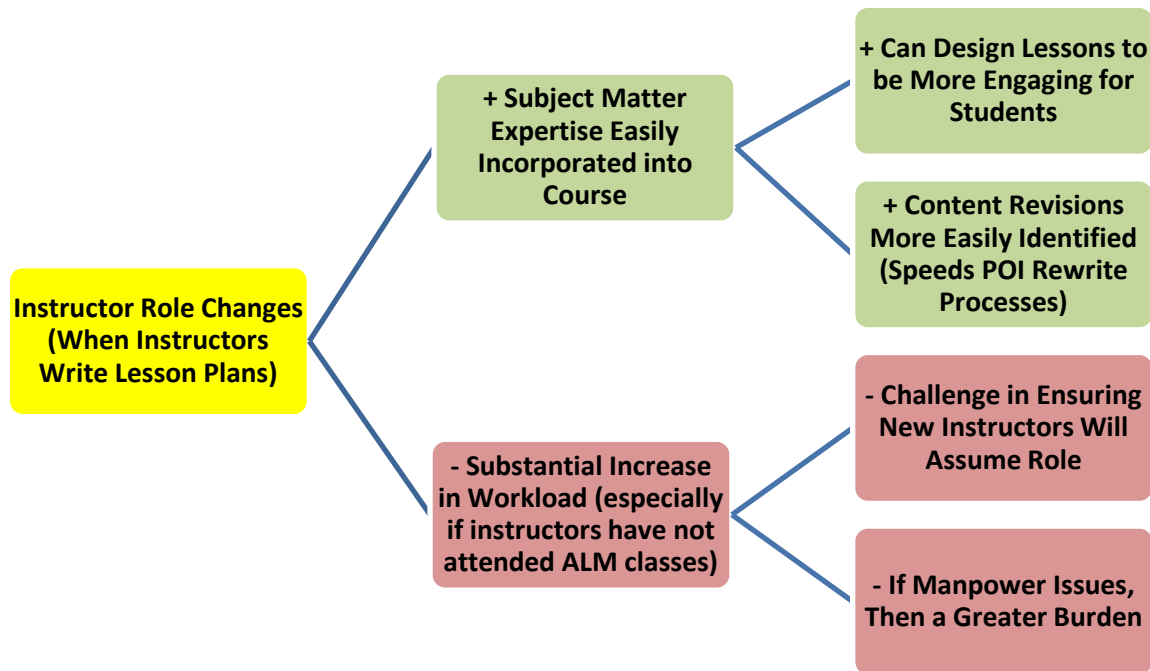 Instructor Role Changes
(When Instructors
Write Lesson Plans)
+ Subject Matter
Expertise Easily
Incorporated into
Course
+ Can Design Lessons to
be More Engaging for
Students
+ Content Revisions
More Easily Identified
(Speeds POI Rewrite
Processes)
- Substantial Increase
in Workload (especially
if instructors have not
attended ALM classes)
- Challenge in Ensuring
New Instructors Will
Assume Role
- If Manpower Issues,
Then a Greater Burden